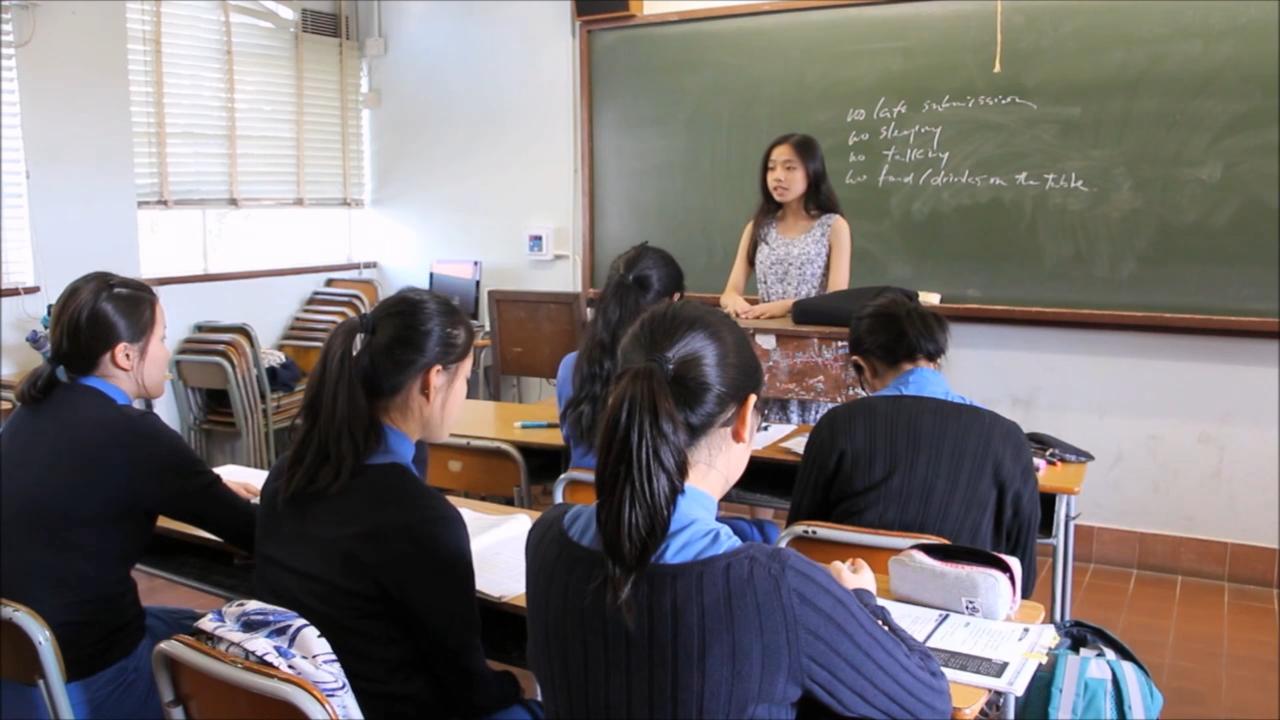 no late submission
no sleeping
no talking
no food/drinks on the table.